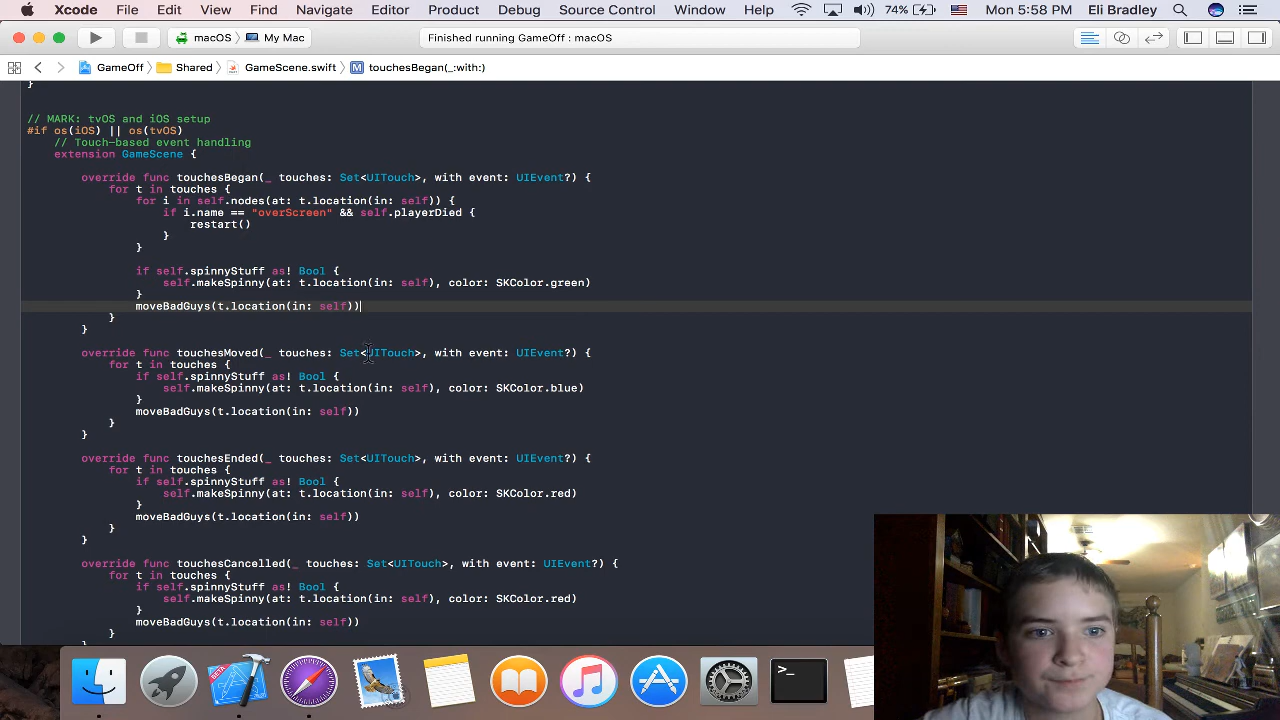 Xcode File Edit View Find Navigate Editor Product Debug Source Control Window Help 74% Mon 5:58 PM Eli Bradley
macOS My Mac Finished running GameOff : macOS
GameOff Shared GameScene.swift M touchesBegan(_:with:)
}
// MARK: tvOS and iOS setup
#if os(iOS) || os(tvOS)
// Touch-based event handling
extension GameScene {
override func touchesBegan(_ touches: Set<UITouch>, with event: UIEvent?) {
for t in touches {
for i in self.nodes(at: t.location(in: self)) {
if i.name == "overScreen" && self.playerDied {
restart()
}
}
if self.spinnyStuff as! Bool {
self.makeSpinny(at: t.location(in: self), color: SKColor.green)
}
moveBadGuys(t.location(in: self))
}
}
override func touchesMoved(_ touches: Set<UITouch>, with event: UIEvent?) {
for t in touches {
if self.spinnyStuff as! Bool {
self.makeSpinny(at: t.location(in: self), color: SKColor.blue)
}
moveBadGuys(t.location(in: self))
}
}
override func touchesEnded(_ touches: Set<UITouch>, with event: UIEvent?) {
for t in touches {
if self.spinnyStuff as! Bool {
self.makeSpinny(at: t.location(in: self), color: SKColor.red)
}
moveBadGuys(t.location(in: self))
}
}
override func touchesCancelled(_ touches: Set<UITouch>, with event: UIEvent?) {
for t in touches {
if self.spinnyStuff as! Bool {
self.makeSpinny(at: t.location(in: self), color: SKColor.red)
}
moveBadGuys(t.location(in: self))
}
}
>_